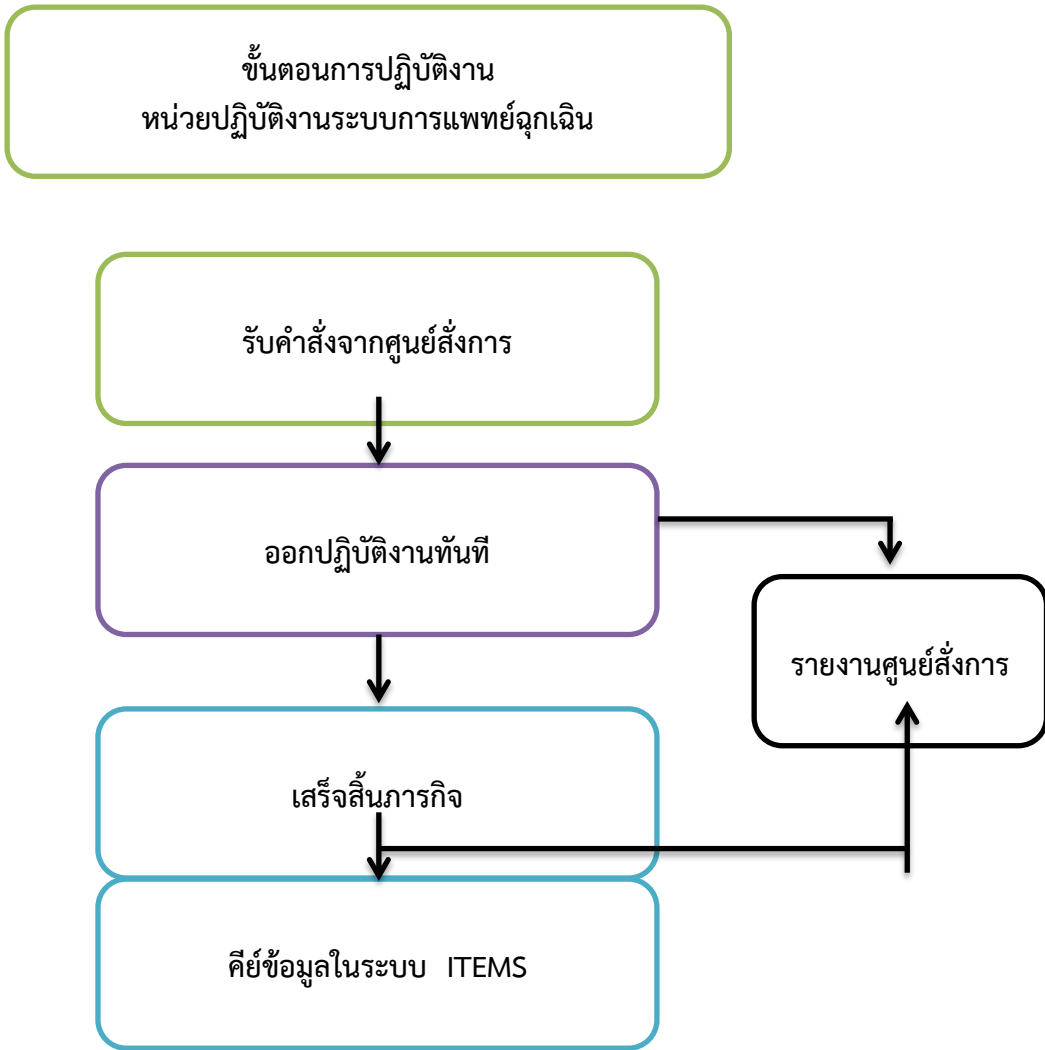 ขั้นตอนการปฏิบัติงาน
หน่วยปฏิบัติงานระบบการแพทย์ฉุกเฉิน
รับคำสั่งจากศูนย์สั่งการ
ออกปฏิบัติงานทันที
รายงานศูนย์สั่งการ
เสร็จสิ้นภารกิจ
คีย์ข้อมูลในระบบ ITEMS